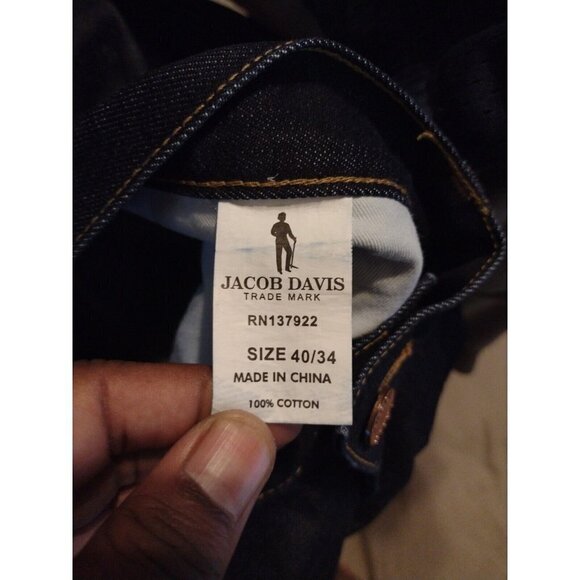 JACOB DAVIS
TRADE MARK
RN137922
SIZE 40/34
MADE IN CHINA
100% COTTON